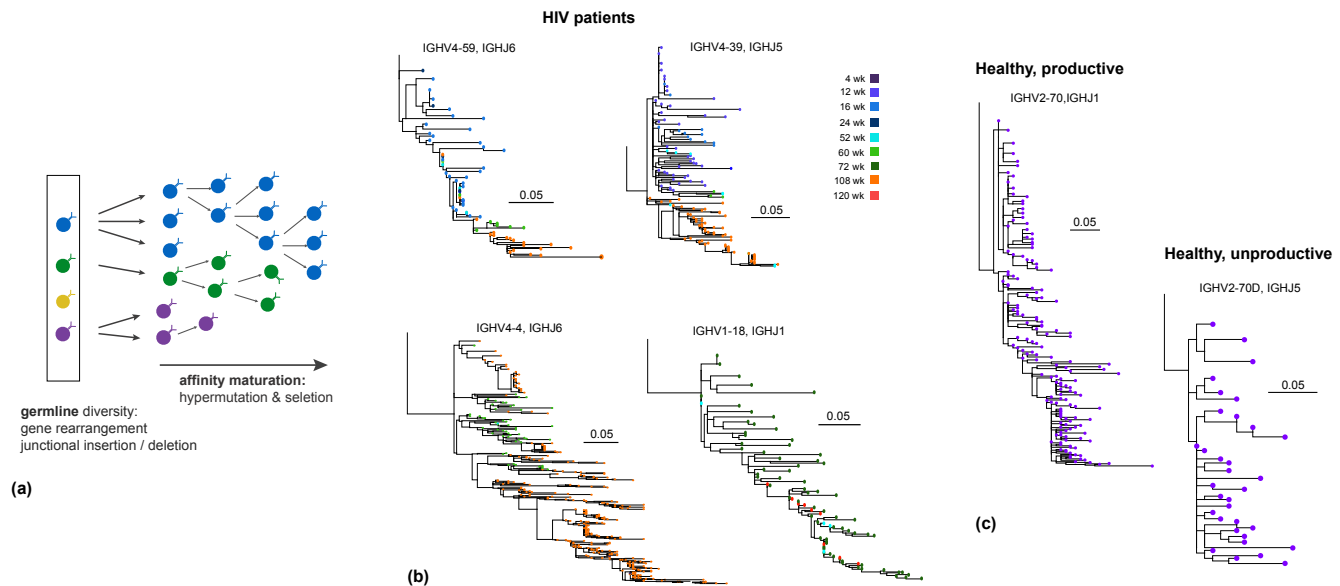 HIV patients
IGHV4-59, IGHJ6
IGHV4-39, IGHJ5
4 wk
12 wk
16 wk
24 wk
52 wk
60 wk
72 wk
108 wk
120 wk
0.05
0.05
Healthy, productive
IGHV2-70,IGHJ1
0.05
Healthy, unproductive
IGHV2-70D, IGHJ5
0.05
affinity maturation:
hypermutation & seletion
germline diversity:
gene rearrangement
junctional insertion / deletion
(a)
IGHV4-4, IGHJ6
IGHV1-18, IGHJ1
0.05
0.05
(b)
(c)